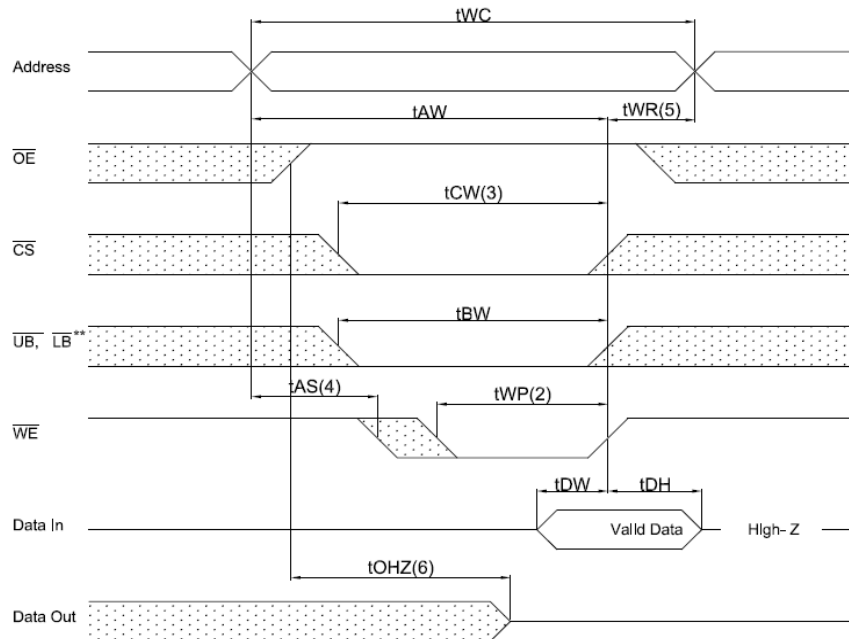 tWC
Address
tAW
tWR(5)
OE
tCW(3)
CS
tBW
UB, LB**
tAS(4)
tWP(2)
WE
tDW
tDH
Data In
Valid Data
High- Z
tOHZ(6)
Data Out